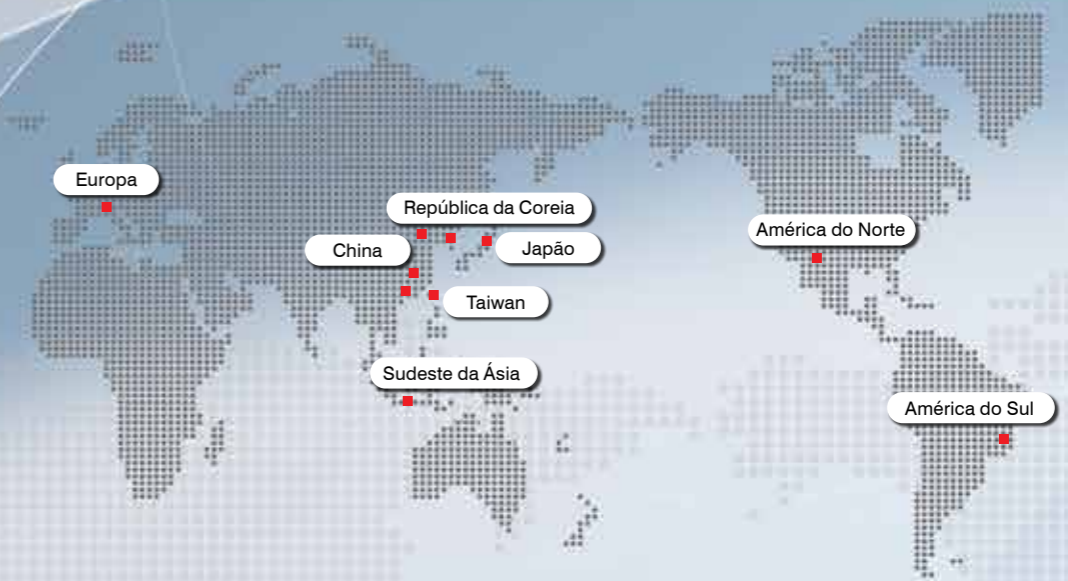 Europa
República da Coreia
América do Norte
China
Japão
Taiwan
Sudeste da Ásia
América do Sul